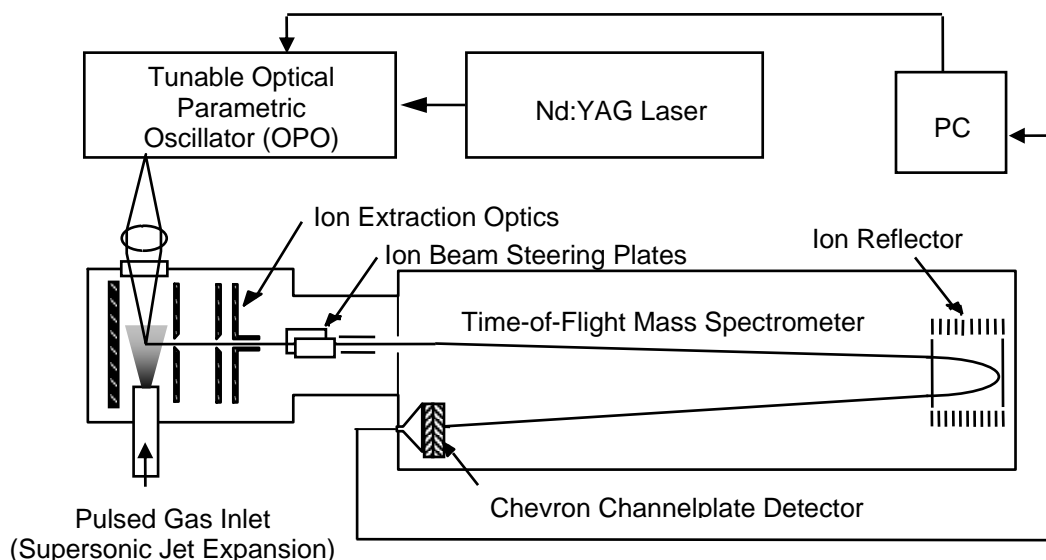 Tunable Optical
Parametric
Oscillator (OPO)
Nd:YAG Laser
PC
Ion Extraction Optics
Ion Beam Steering Plates
Ion Reflector
Time-of-Flight Mass Spectrometer
Chevron Channelplate Detector
Pulsed Gas Inlet
(Supersonic Jet Expansion)